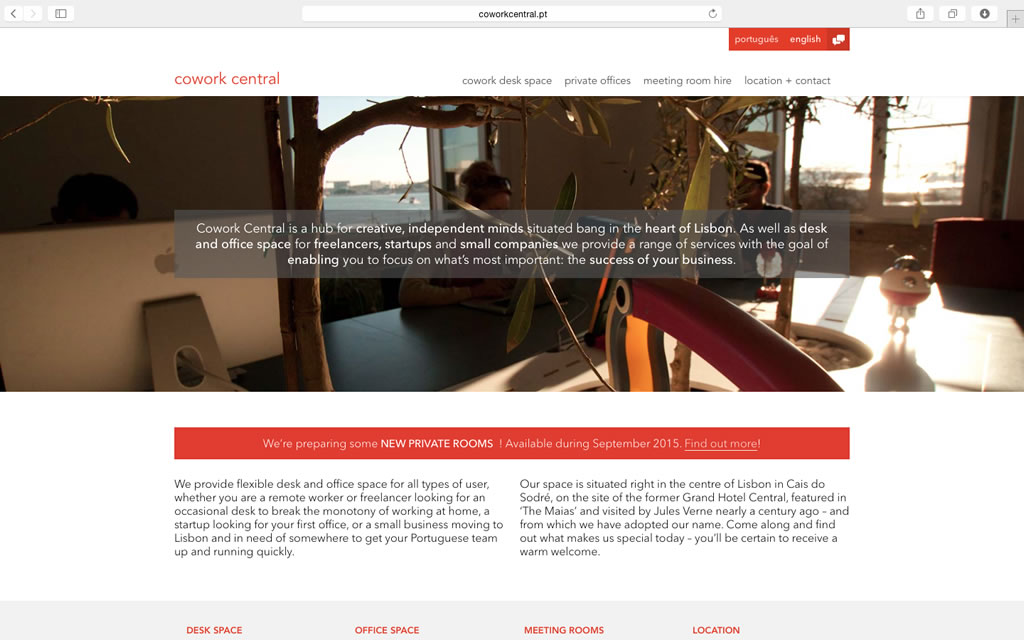 coworkcentral.pt
português english
cowork central
cowork desk space private offices meeting room hire location + contact
Cowork Central is a hub for creative, independent minds situated bang in the heart of Lisbon. As well as desk
and office space for freelancers, startups and small companies we provide a range of services with the goal of
enabling you to focus on what's most important: the success of your business.
We're preparing some NEW PRIVATE ROOMS ! Available during September 2015. Find out more!
We provide flexible desk and office space for all types of user,
whether you are a remote worker or freelancer looking for an
occasional desk to break the monotony of working at home, a
startup looking for your first office, or a small business moving to
Lisbon and in need of somewhere to get your Portuguese team
up and running quickly.
Our space is situated right in the centre of Lisbon in Cais do
Sodré, on the site of the former Grand Hotel Central, featured in
'The Maias' and visited by Jules Verne nearly a century ago – and
from which we have adopted our name. Come along and find
out what makes us special today – you'll be certain to receive a
warm welcome.
DESK SPACE OFFICE SPACE MEETING ROOMS LOCATION